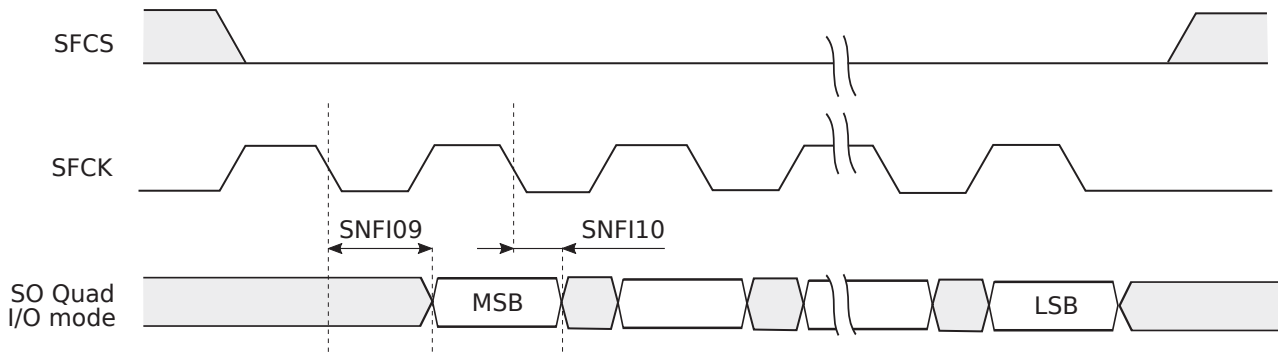 SFCS
SFCK
SNFI09
SNFI10
SO Quad
I/O mode
MSB
LSB